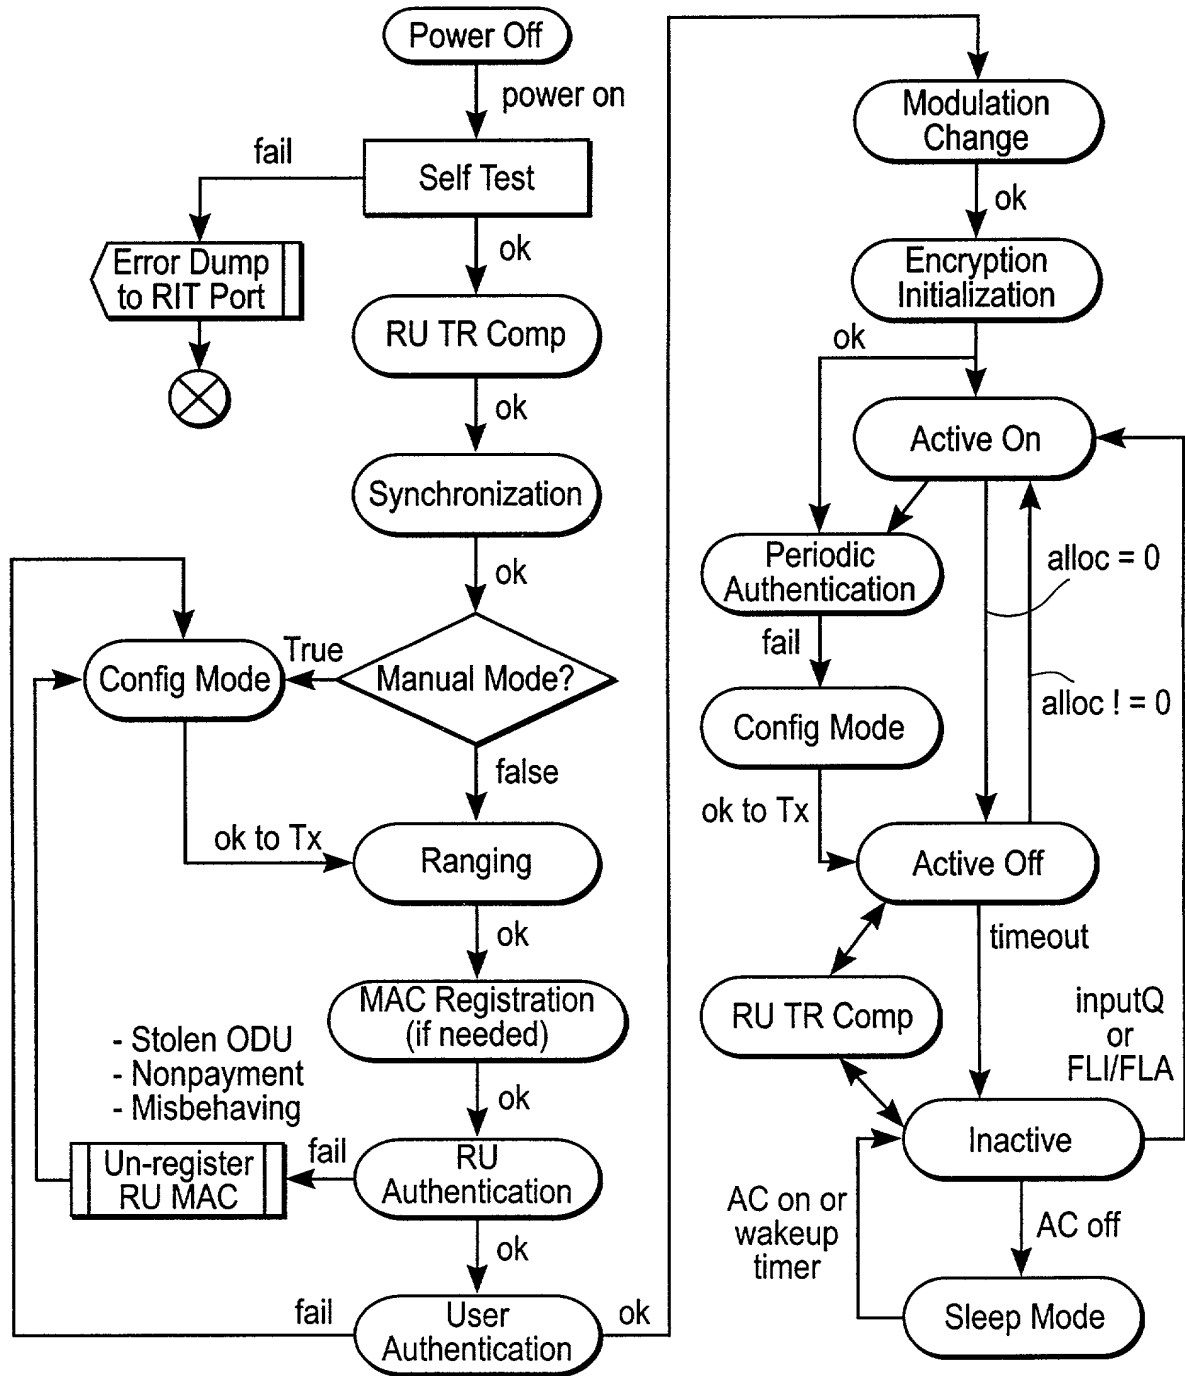 Power Off
power on
fail
Self Test
ok
Error Dump
to RIT Port
RU TR Comp
ok
Synchronization
ok
Config Mode
True
Manual Mode?
false
ok to Tx
Ranging
ok
MAC Registration
(if needed)
- Stolen ODU
- Nonpayment
- Misbehaving
ok
Un-register
RU MAC
fail
RU
Authentication
ok
fail
User
Authentication
ok
Modulation
Change
ok
Encryption
Initialization
ok
Active On
Periodic
Authentication
alloc = 0
fail
alloc ! = 0
Config Mode
ok to Tx
Active Off
timeout
RU TR Comp
inputQ
or
FLI/FLA
Inactive
AC on or
wakeup
timer
AC off
Sleep Mode